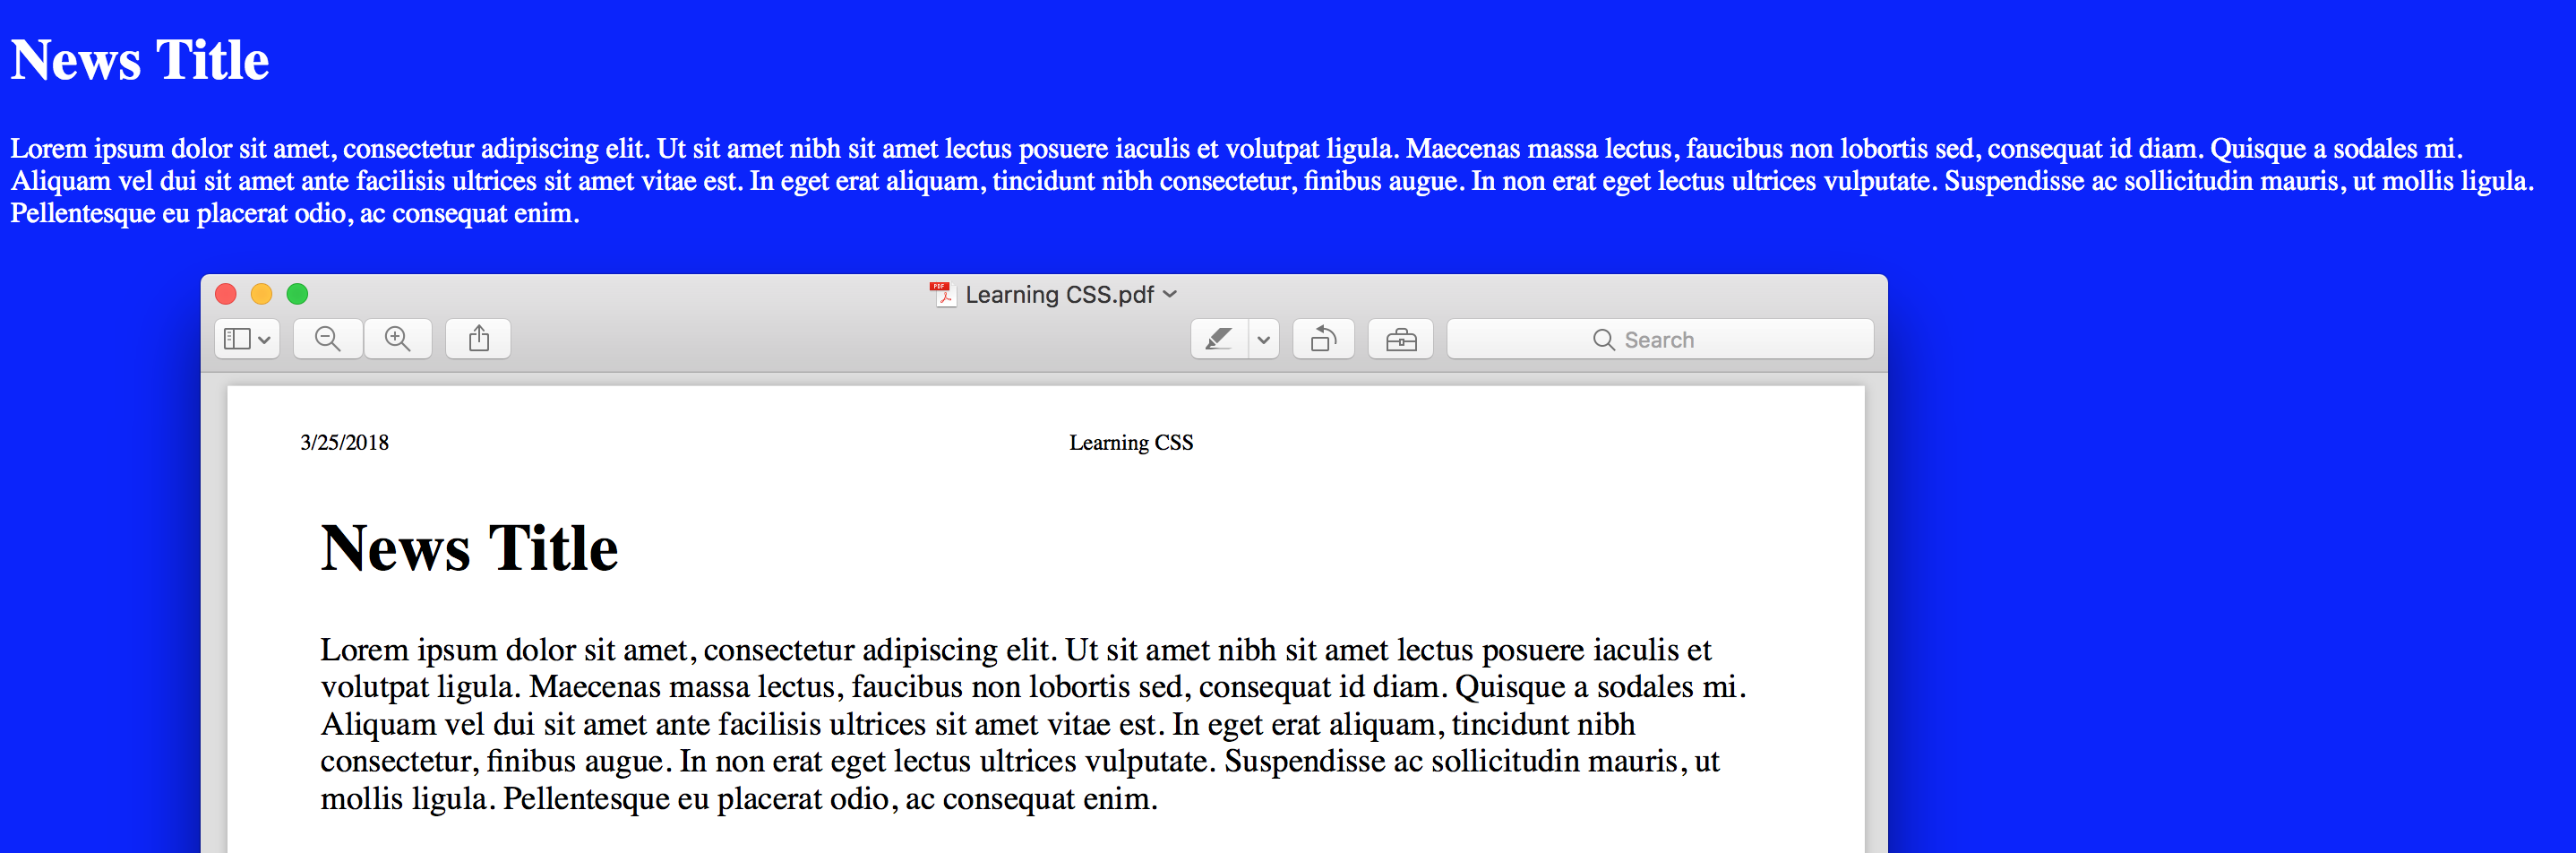 News Title
Lorem ipsum dolor sit amet, consectetur adipiscing elit. Ut sit amet nibh sit amet lectus posuere iaculis et volutpat ligula. Maecenas massa lectus, faucibus non lobortis sed, consequat id diam. Quisque a sodales mi.
Aliquam vel dui sit amet ante facilisis ultrices sit amet vitae est. In eget erat aliquam, tincidunt nibh consectetur, finibus augue. In non erat eget lectus ultrices vulputate. Suspendisse ac sollicitudin mauris, ut mollis ligula.
Pellentesque eu placerat odio, ac consequat enim.
PDF Learning CSS.pdf
Search
3/25/2018 Learning CSS
News Title
Lorem ipsum dolor sit amet, consectetur adipiscing elit. Ut sit amet nibh sit amet lectus posuere iaculis et
volutpat ligula. Maecenas massa lectus, faucibus non lobortis sed, consequat id diam. Quisque a sodales mi.
Aliquam vel dui sit amet ante facilisis ultrices sit amet vitae est. In eget erat aliquam, tincidunt nibh
consectetur, finibus augue. In non erat eget lectus ultrices vulputate. Suspendisse ac sollicitudin mauris, ut
mollis ligula. Pellentesque eu placerat odio, ac consequat enim.